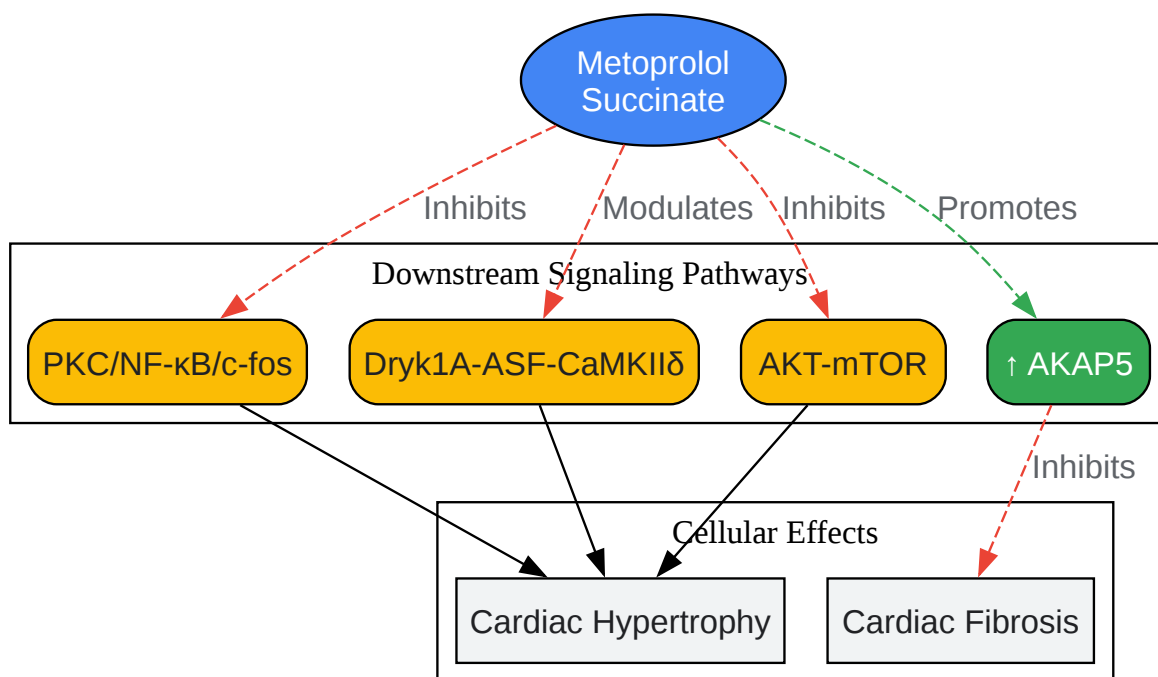 Metoprolol
Succinate
Inhibits
Modulates
Inhibits
Promotes
Downstream Signaling Pathways
PKC/NF-κB/c-fos
Dryk1A-ASF-CaMKIIδ
AKT-mTOR
↑ AKAP5
Inhibits
Cellular Effects
Cardiac Hypertrophy
Cardiac Fibrosis